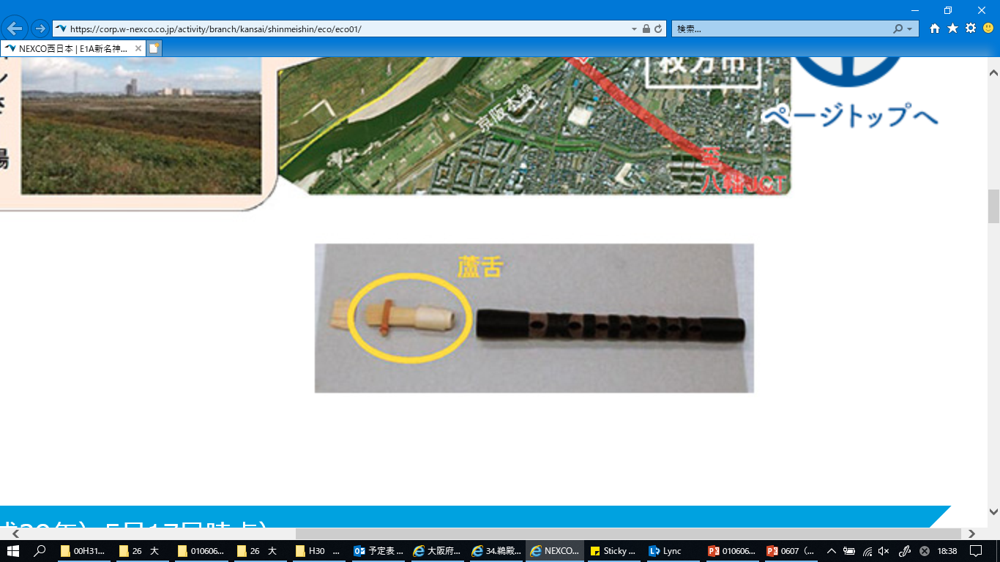 https://corp.w-nexco.co.jp/activity/branch/kansai/shinmeishin/eco/eco01/
検索...
NEXCO西日本 | E1A新名神...
ン
場
枚方市
京阪本線
至
八幡JCT
ページトップへ
蘆舌
成30年）5月17日時点）
00H31...
26 大
010606...
26 大
H30
予定表...
大阪府...
34.鵜殿...
NEXCO...
Sticky ...
Lync
010606...
0607（...
18:38